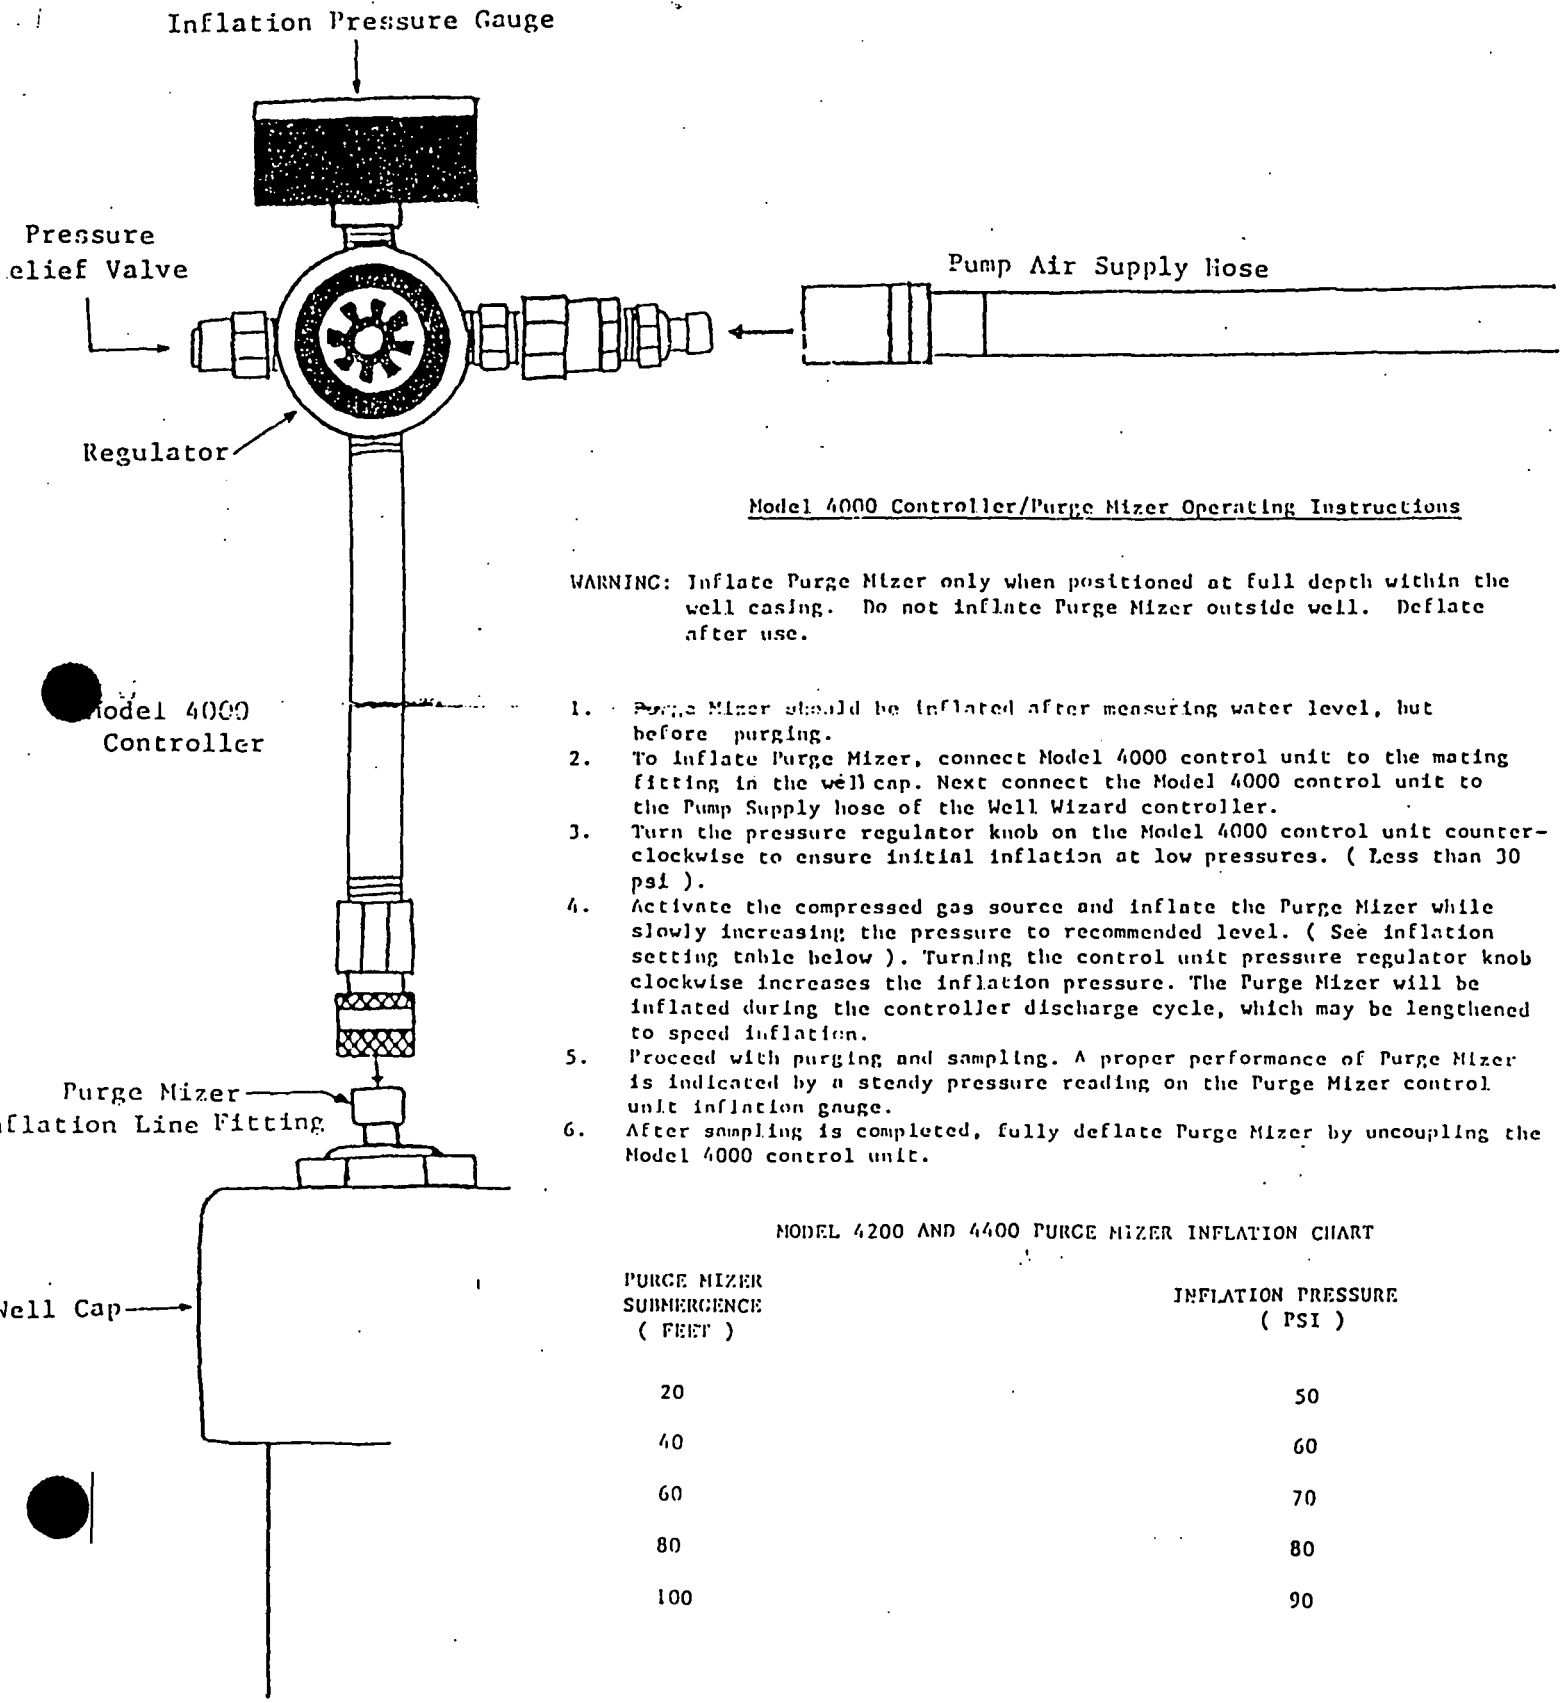 Inflation Pressure Gauge
Pressure
elief Valve
Pump Air Supply Hose
Regulator
Model 4000 Controller/Purge Mizer Operating Instructions
WARNING: Inflate Purge Mizer only when positioned at full depth within the
well casing. Do not inflate Purge Mizer outside well. Deflate
after use.
Model 4000
Controller
1. Purge Mizer should be inflated after measuring water level, but
before purging.
2. To inflate Purge Mizer, connect Model 4000 control unit to the mating
fitting in the well cap. Next connect the Model 4000 control unit to
the Pump Supply hose of the Well Wizard controller.
3. Turn the pressure regulator knob on the Model 4000 control unit counter-
clockwise to ensure initial inflation at low pressures. ( Less than 30
psi ).
4. Activate the compressed gas source and inflate the Purge Mizer while
slowly increasing the pressure to recommended level. ( See inflation
setting table below ). Turning the control unit pressure regulator knob
clockwise increases the inflation pressure. The Purge Mizer will be
inflated during the controller discharge cycle, which may be lengthened
to speed inflation.
5. Proceed with purging and sampling. A proper performance of Purge Mizer
is indicated by a steady pressure reading on the Purge Mizer control
unit inflation gauge.
6. After sampling is completed, fully deflate Purge Mizer by uncoupling the
Model 4000 control unit.
Purge Mizer
nflation Line Fitting
Well Cap
MODEL 4200 AND 4400 PURGE MIZER INFLATION CHART
PURGE MIZER
SUBMERGENCE
( FEET )
INFLATION PRESSURE
( PSI )
20 50
40 60
60 70
80 80
100 90